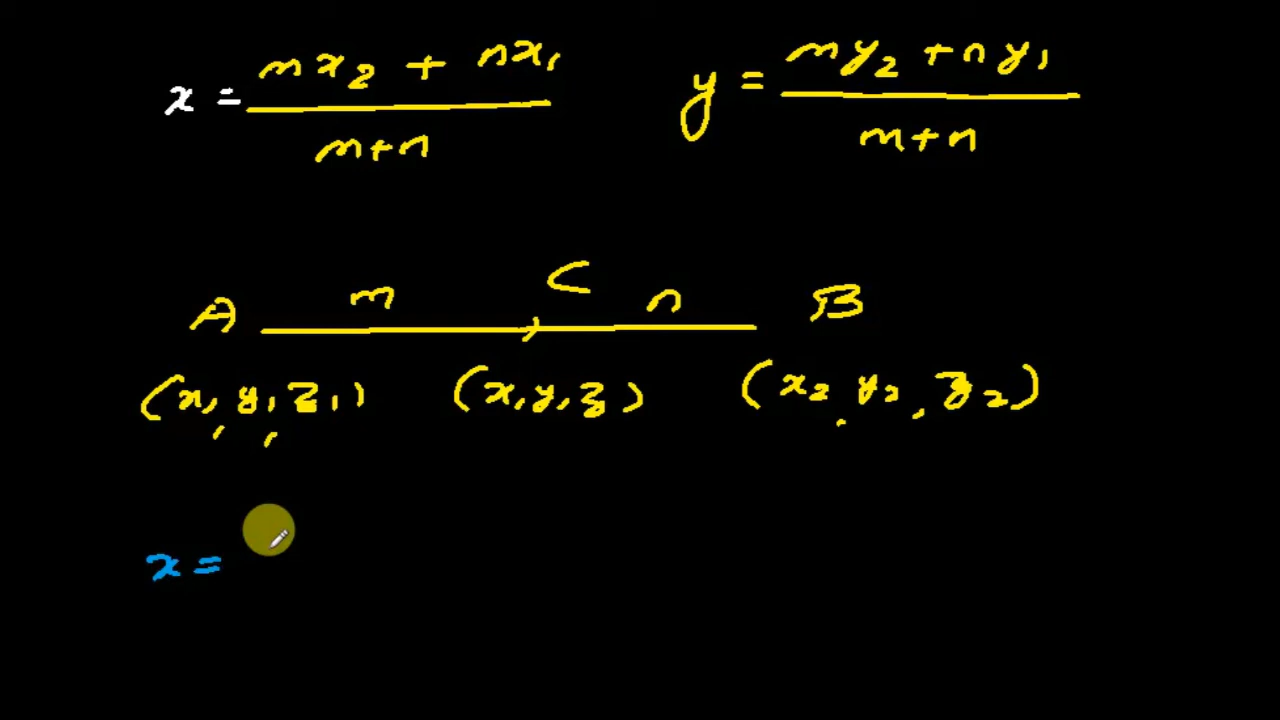 x = (mx₂ + nx₁)/(m+n)    y = (my₂ + ny₁)/(m+n)
A m C n B
(x₁, y₁, z₁) (x, y, z) (x₂, y₂, z₂)
x =